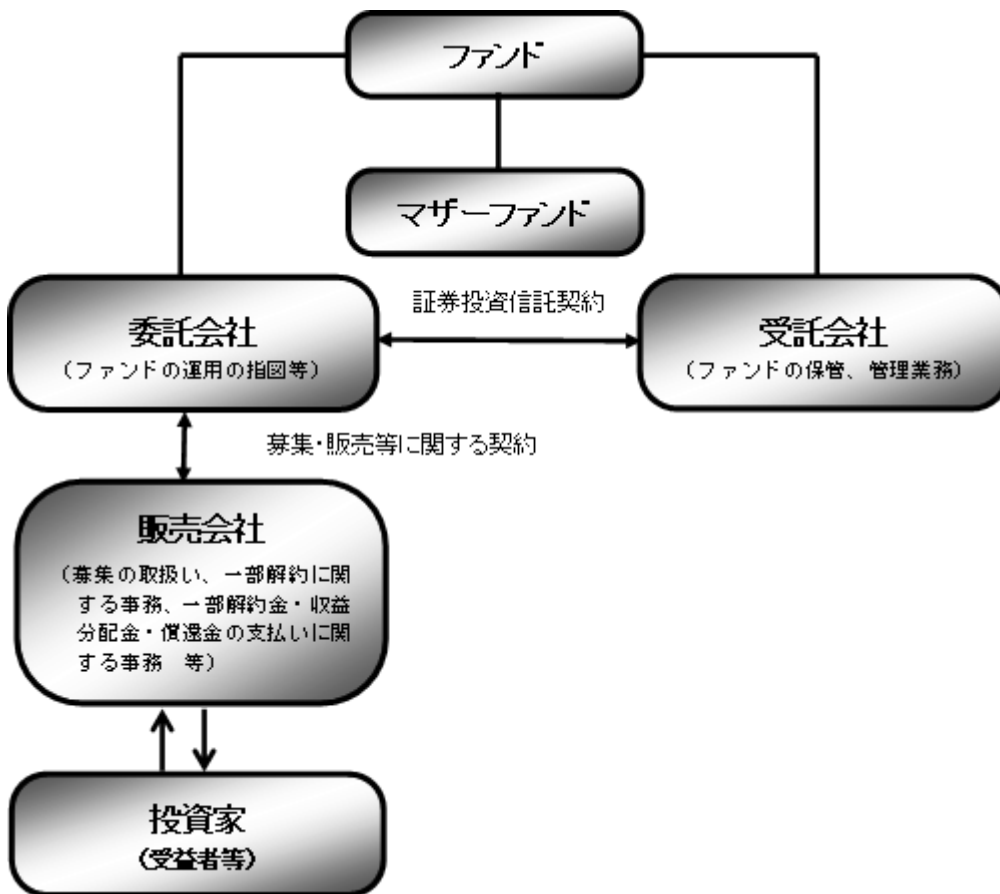 ファンド
マザーファンド
証券投資信託契約
委託会社
（ファンドの運用の指図等）
受託会社
（ファンドの保管、管理業務）
募集・販売等に関する契約
販売会社
（募集の取扱い、一部解約に関
する事務、一部解約金・収益
分配金・償還金の支払いに関
する事務　等）
投資家
（受益者等）